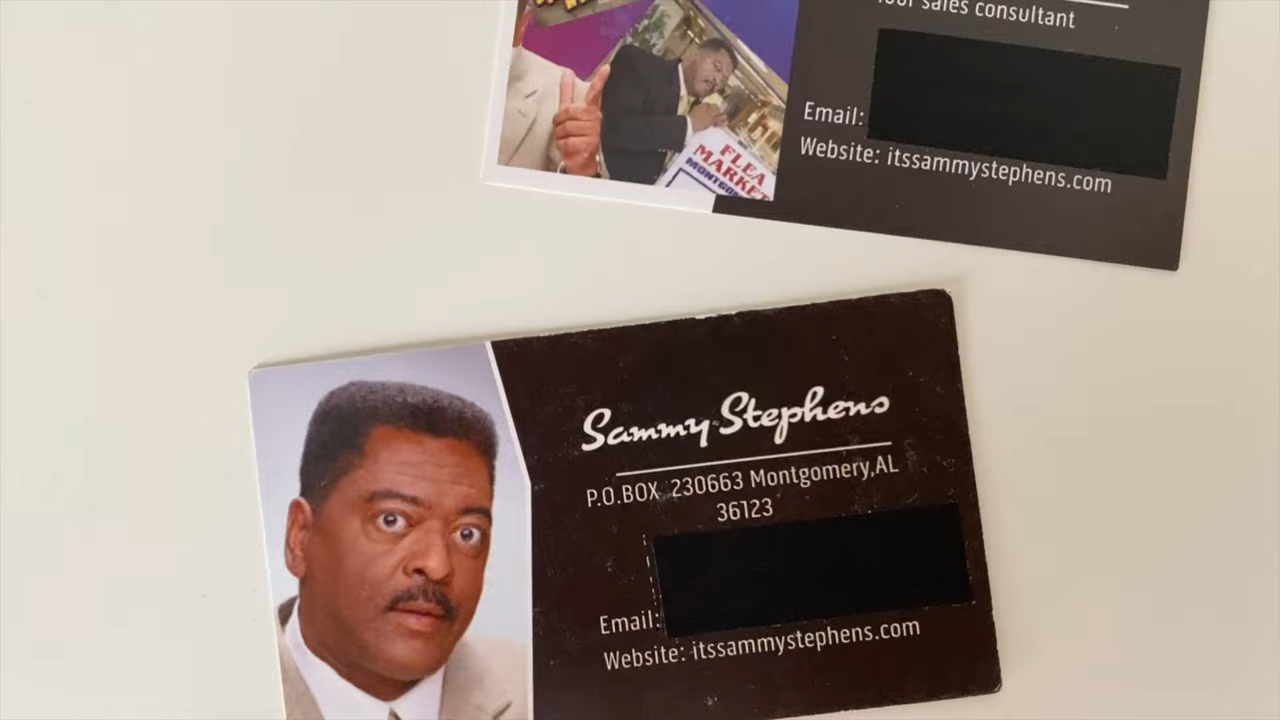 Your sales consultant
Email:
Website: itssammystephens.com
FLEA
MARKET
Sammy Stephens
P.O.BOX 230663 Montgomery,AL
36123
Email:
Website: itssammystephens.com